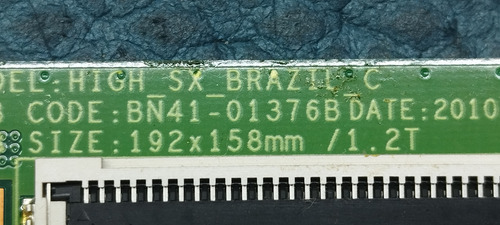 DEL:HIGH_SX_BRAZIL_C
CODE:BN41-01376B DATE:2010
SIZE:192x158mm /1.2T